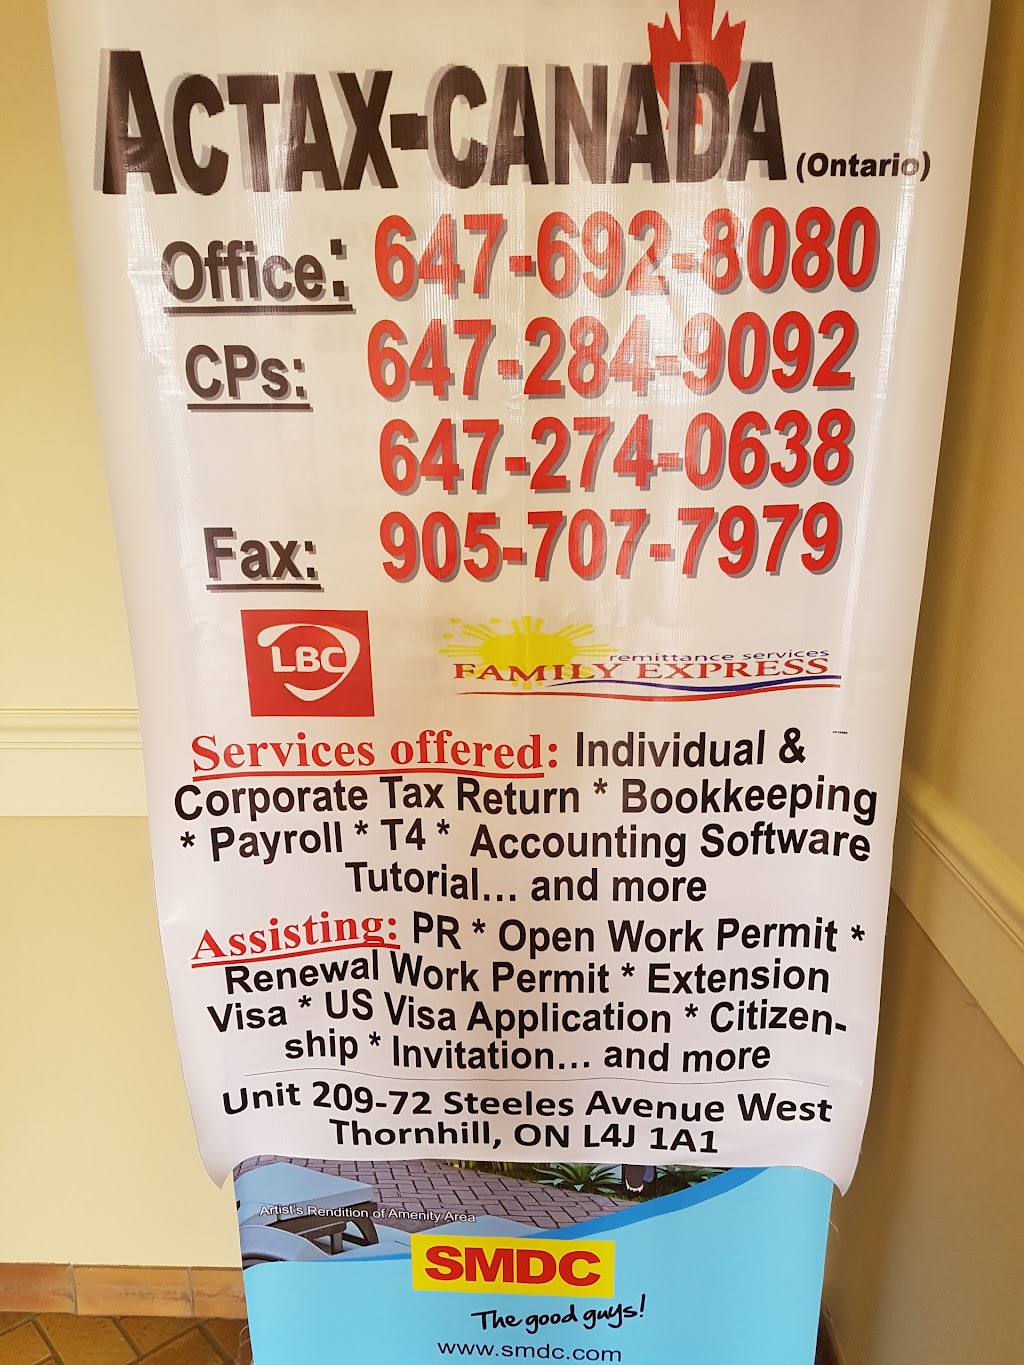 ACTAX-CANADA (Ontario)
Office: 647-692-8080
CPs: 647-284-9092
647-274-0638
Fax: 905-707-7979
LBC
remittance services
FAMILY EXPRESS
Services offered: Individual &
Corporate Tax Return * Bookkeeping
* Payroll * T4 * Accounting Software
Tutorial... and more
Assisting: PR * Open Work Permit *
Renewal Work Permit * Extension
Visa * US Visa Application * Citizen-
ship * Invitation... and more
Unit 209-72 Steeles Avenue West
Thornhill, ON L4J 1A1
Artist's Rendition of Amenity Area
SMDC
The good guys!
www.smdc.com